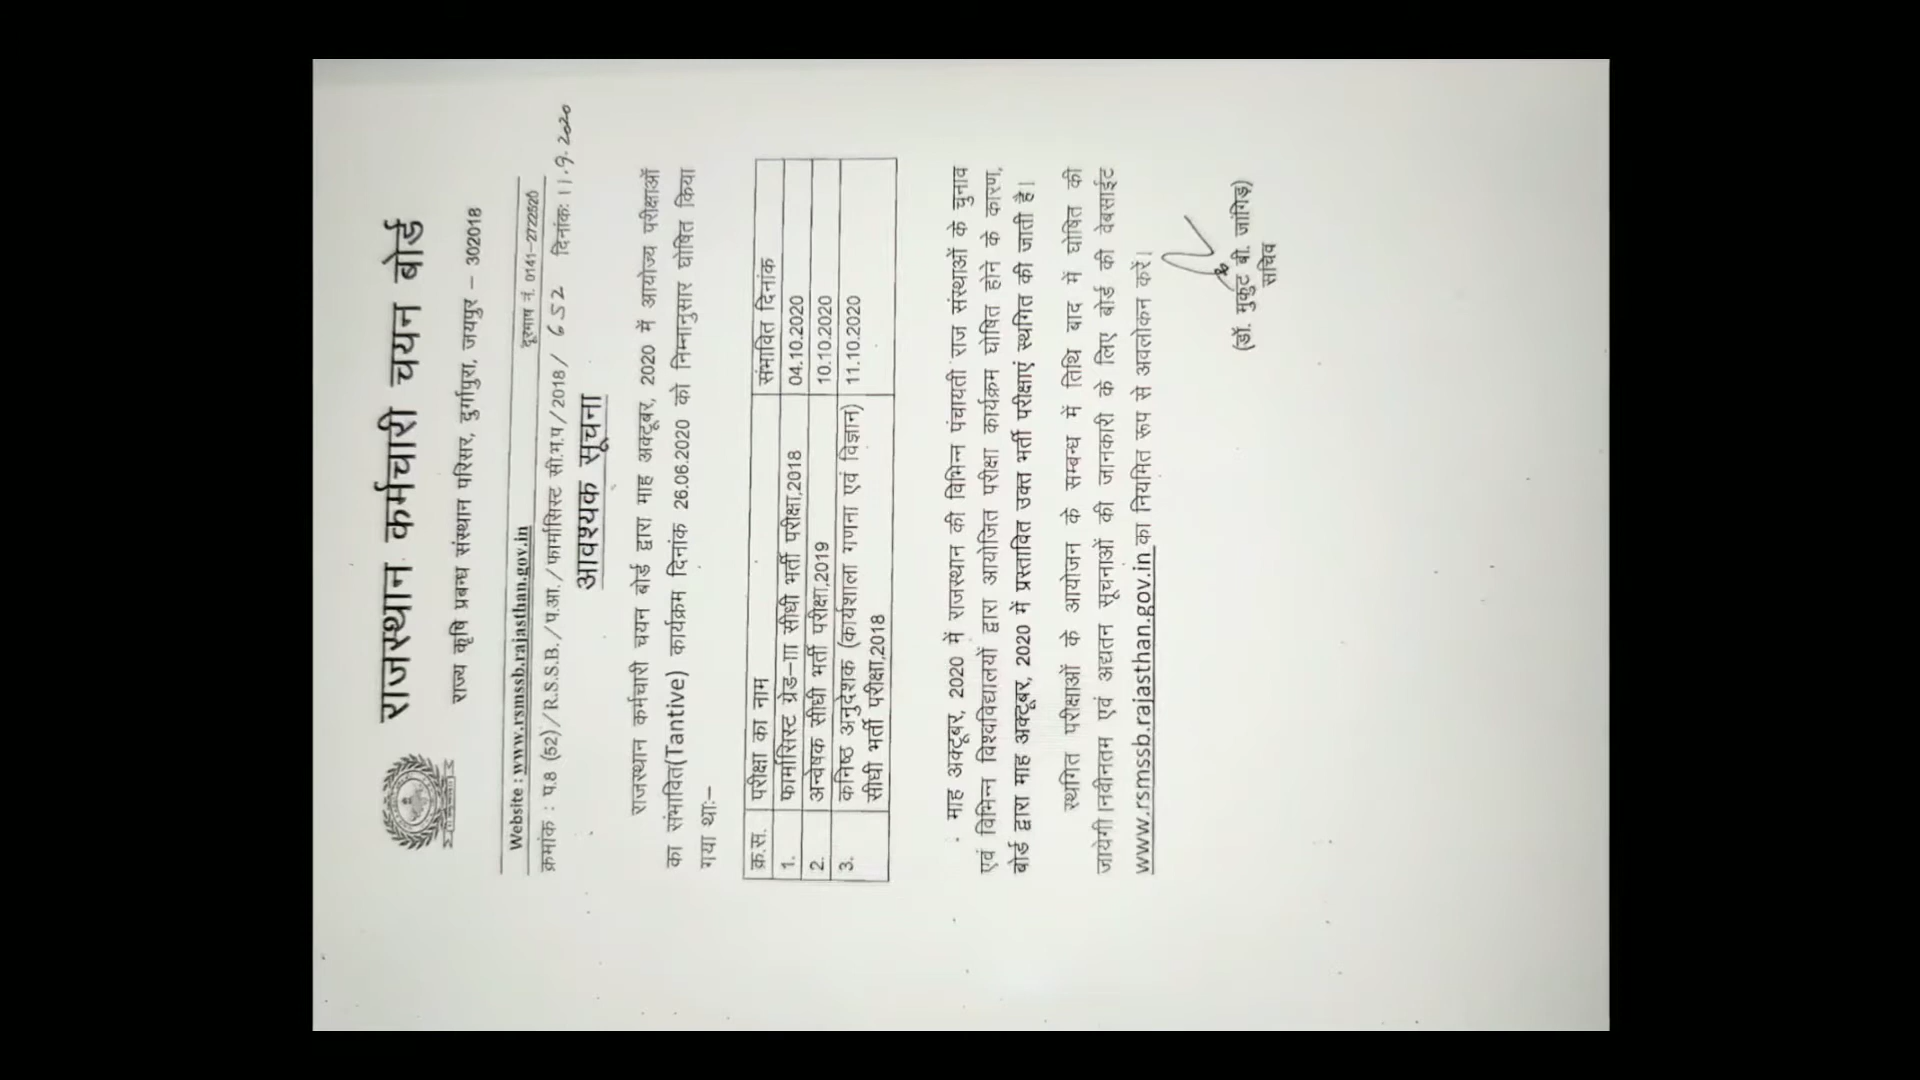 राजस्थान कर्मचारी चयन बोर्ड
राज्य कृषि प्रबन्ध संस्थान परिसर, दुर्गापुरा, जयपुर – 302018
Website : www.rsmssb.rajasthan.gov.in दूरभाष नं. 0141-2722520
क्रमांक : प.8 (52)/R.S.S.B./प.आ./फार्मासिस्ट सी.म.प/2018/ 652 दिनांक: 11.9.2020
आवश्यक सूचना
राजस्थान कर्मचारी चयन बोर्ड द्वारा माह अक्टूबर, 2020 में आयोज्य परीक्षाओं
का संभावित(Tantive) कार्यक्रम दिनांक 26.06.2020 को निम्नानुसार घोषित किया
गया था:–
क्र.स. परीक्षा का नाम संभावित दिनांक
1. फार्मासिस्ट ग्रेड–III सीधी भर्ती परीक्षा,2018 04.10.2020
2. अन्वेषक सीधी भर्ती परीक्षा,2019 10.10.2020
3. कनिष्ठ अनुदेशक (कार्यशाला गणना एवं विज्ञान) 11.10.2020
सीधी भर्ती परीक्षा,2018
माह अक्टूबर, 2020 में राजस्थान की विभिन्न पंचायती राज संस्थाओं के चुनाव
एवं विभिन्न विश्वविद्यालयों द्वारा आयोजित परीक्षा कार्यक्रम घोषित होने के कारण,
बोर्ड द्वारा माह अक्टूबर, 2020 में प्रस्तावित उक्त भर्ती परीक्षाएं स्थगित की जाती है।
स्थगित परीक्षाओं के आयोजन के सम्बन्ध में तिथि बाद में घोषित की
जायेगी।नवीनतम एवं अद्यतन सूचनाओं की जानकारी के लिए बोर्ड की वेबसाईट
www.rsmssb.rajasthan.gov.in का नियमित रूप से अवलोकन करें।
(डॉ. मुकुट बी. जांगिड़)
सचिव